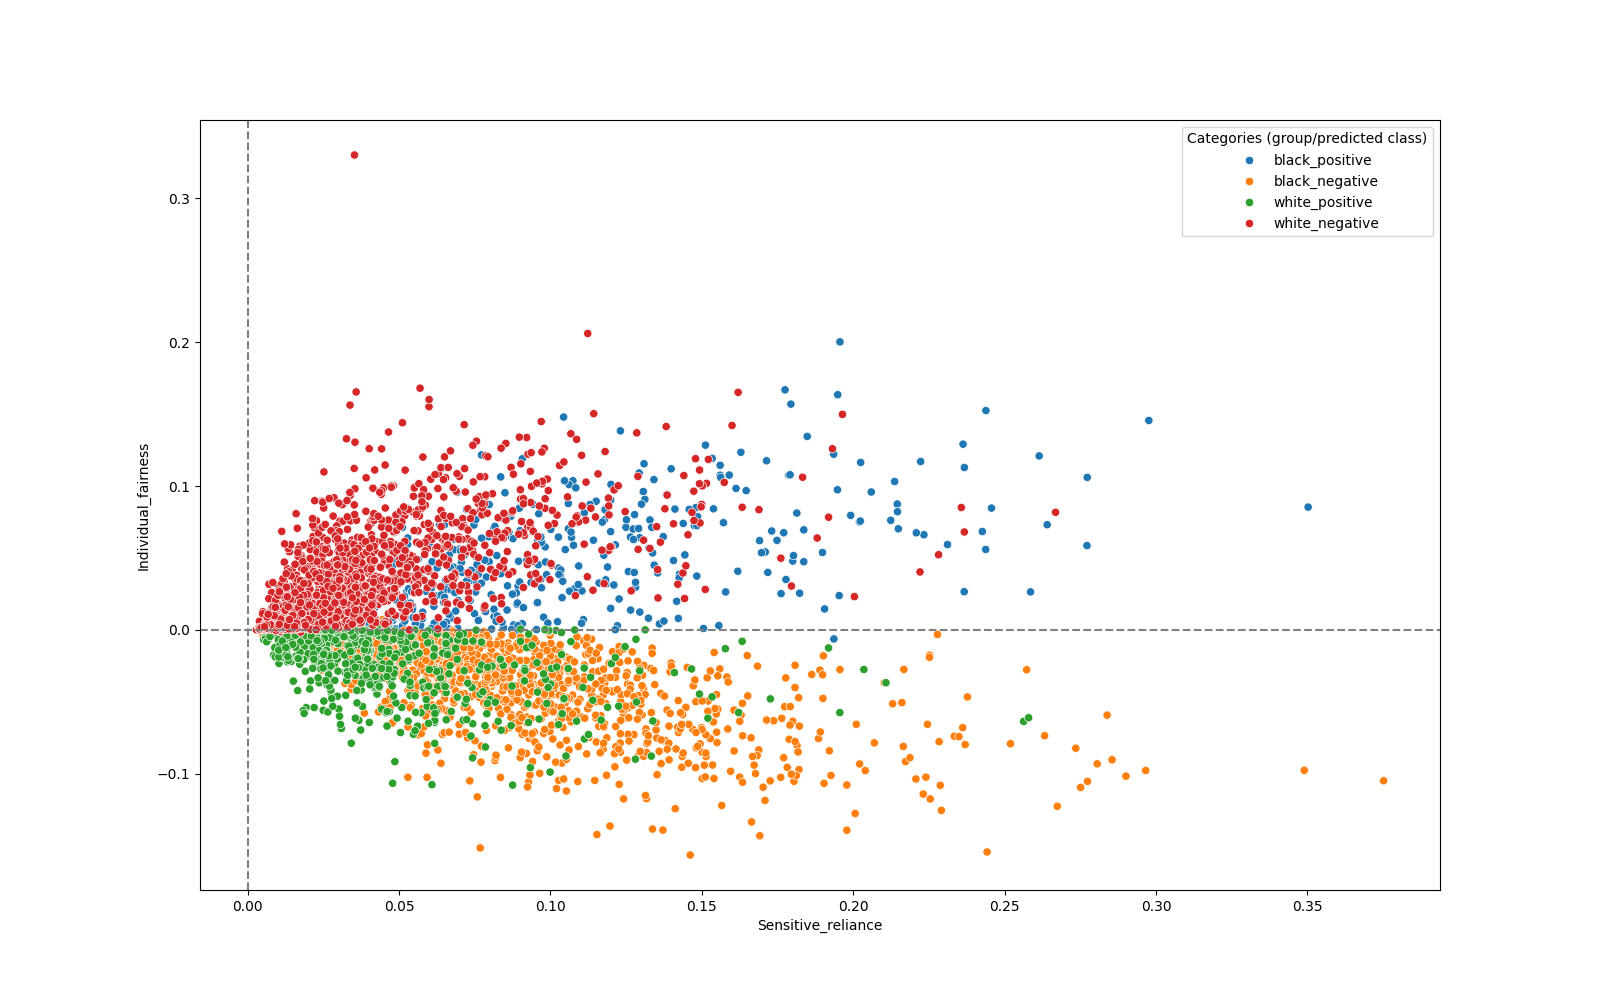 Categories (group/predicted class)
black_positive
black_negative
white_positive
white_negative
Individual_fairness
0.3
0.2
0.1
0.0
−0.1
0.00 0.05 0.10 0.15 0.20 0.25 0.30 0.35
Sensitive_reliance